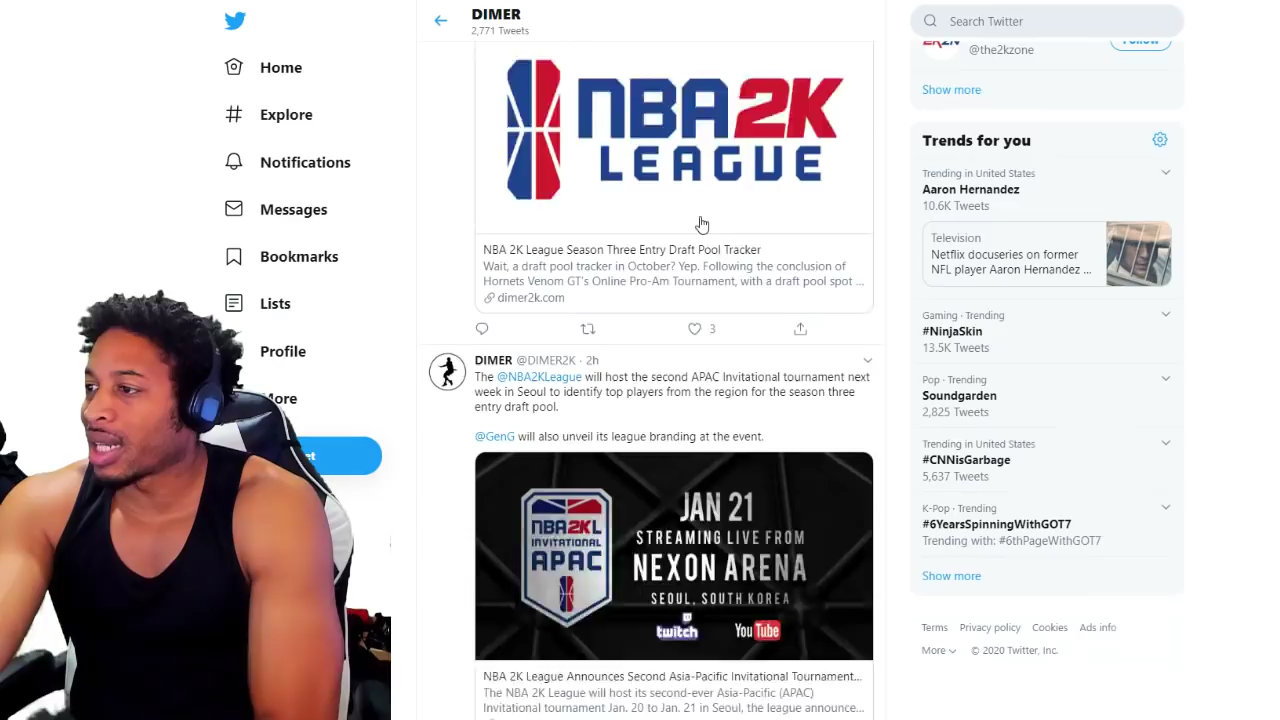 Home
Explore
Notifications
Messages
Bookmarks
Lists
Profile
More
DIMER
2,771 Tweets
NBA2K
LEAGUE
NBA 2K League Season Three Entry Draft Pool Tracker
Wait, a draft pool tracker in October? Yep. Following the conclusion of
Hornets Venom GT's Online Pro-Am Tournament, with a draft pool spot ...
dimer2k.com
3
DIMER @DIMER2K · 2h
The @NBA2KLeague will host the second APAC Invitational tournament next
week in Seoul to identify top players from the region for the season three
entry draft pool.
@GenG will also unveil its league branding at the event.
NBA2KL
INVITATIONAL
APAC
JAN 21
STREAMING LIVE FROM
NEXON ARENA
SEOUL, SOUTH KOREA
twitch
YouTube
NBA 2K League Announces Second Asia-Pacific Invitational Tournament...
The NBA 2K League will host its second-ever Asia-Pacific (APAC)
Invitational tournament Jan. 20 to Jan. 21 in Seoul, the league announce...
Search Twitter
@the2kzone
Follow
Show more
Trends for you
Trending in United States
Aaron Hernandez
10.6K Tweets
Television
Netflix docuseries on former
NFL player Aaron Hernandez ...
Gaming · Trending
#NinjaSkin
13.5K Tweets
Pop · Trending
Soundgarden
2,825 Tweets
Trending in United States
#CNNisGarbage
5,637 Tweets
K-Pop · Trending
#6YearsSpinningWithGOT7
Trending with: #6thPageWithGOT7
Show more
Terms Privacy policy Cookies Ads info
More © 2020 Twitter, Inc.